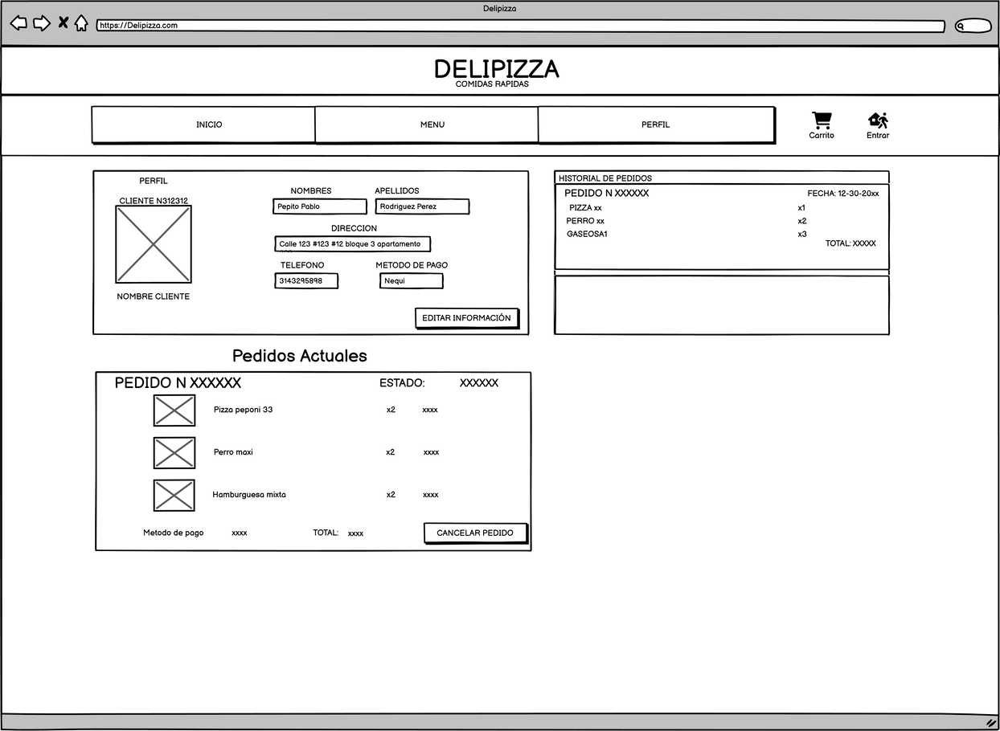 Delipizza
https://Delipizza.com
DELIPIZZA
COMIDAS RAPIDAS
INICIO
MENU
PERFIL
Carrito
Entrar
PERFIL
CLIENTE N312312
NOMBRE CLIENTE
NOMBRES
APELLIDOS
Pepito Pablo
Rodriguez Perez
DIRECCION
Calle 123 #123 #12 bloque 3 apartamento
TELEFONO
METODO DE PAGO
3143295898
Nequi
EDITAR INFORMACIÓN
HISTORIAL DE PEDIDOS
PEDIDO N XXXXXX
FECHA: 12-30-20xx
PIZZA xx x1
PERRO xx x2
GASEOSA1 x3
TOTAL: XXXXX
Pedidos Actuales
PEDIDO N XXXXXX
ESTADO: XXXXXX
Pizza peponi 33 x2 xxxx
Perro maxi x2 xxxx
Hamburguesa mixta x2 xxxx
Metodo de pago xxxx
TOTAL: xxxx
CANCELAR PEDIDO